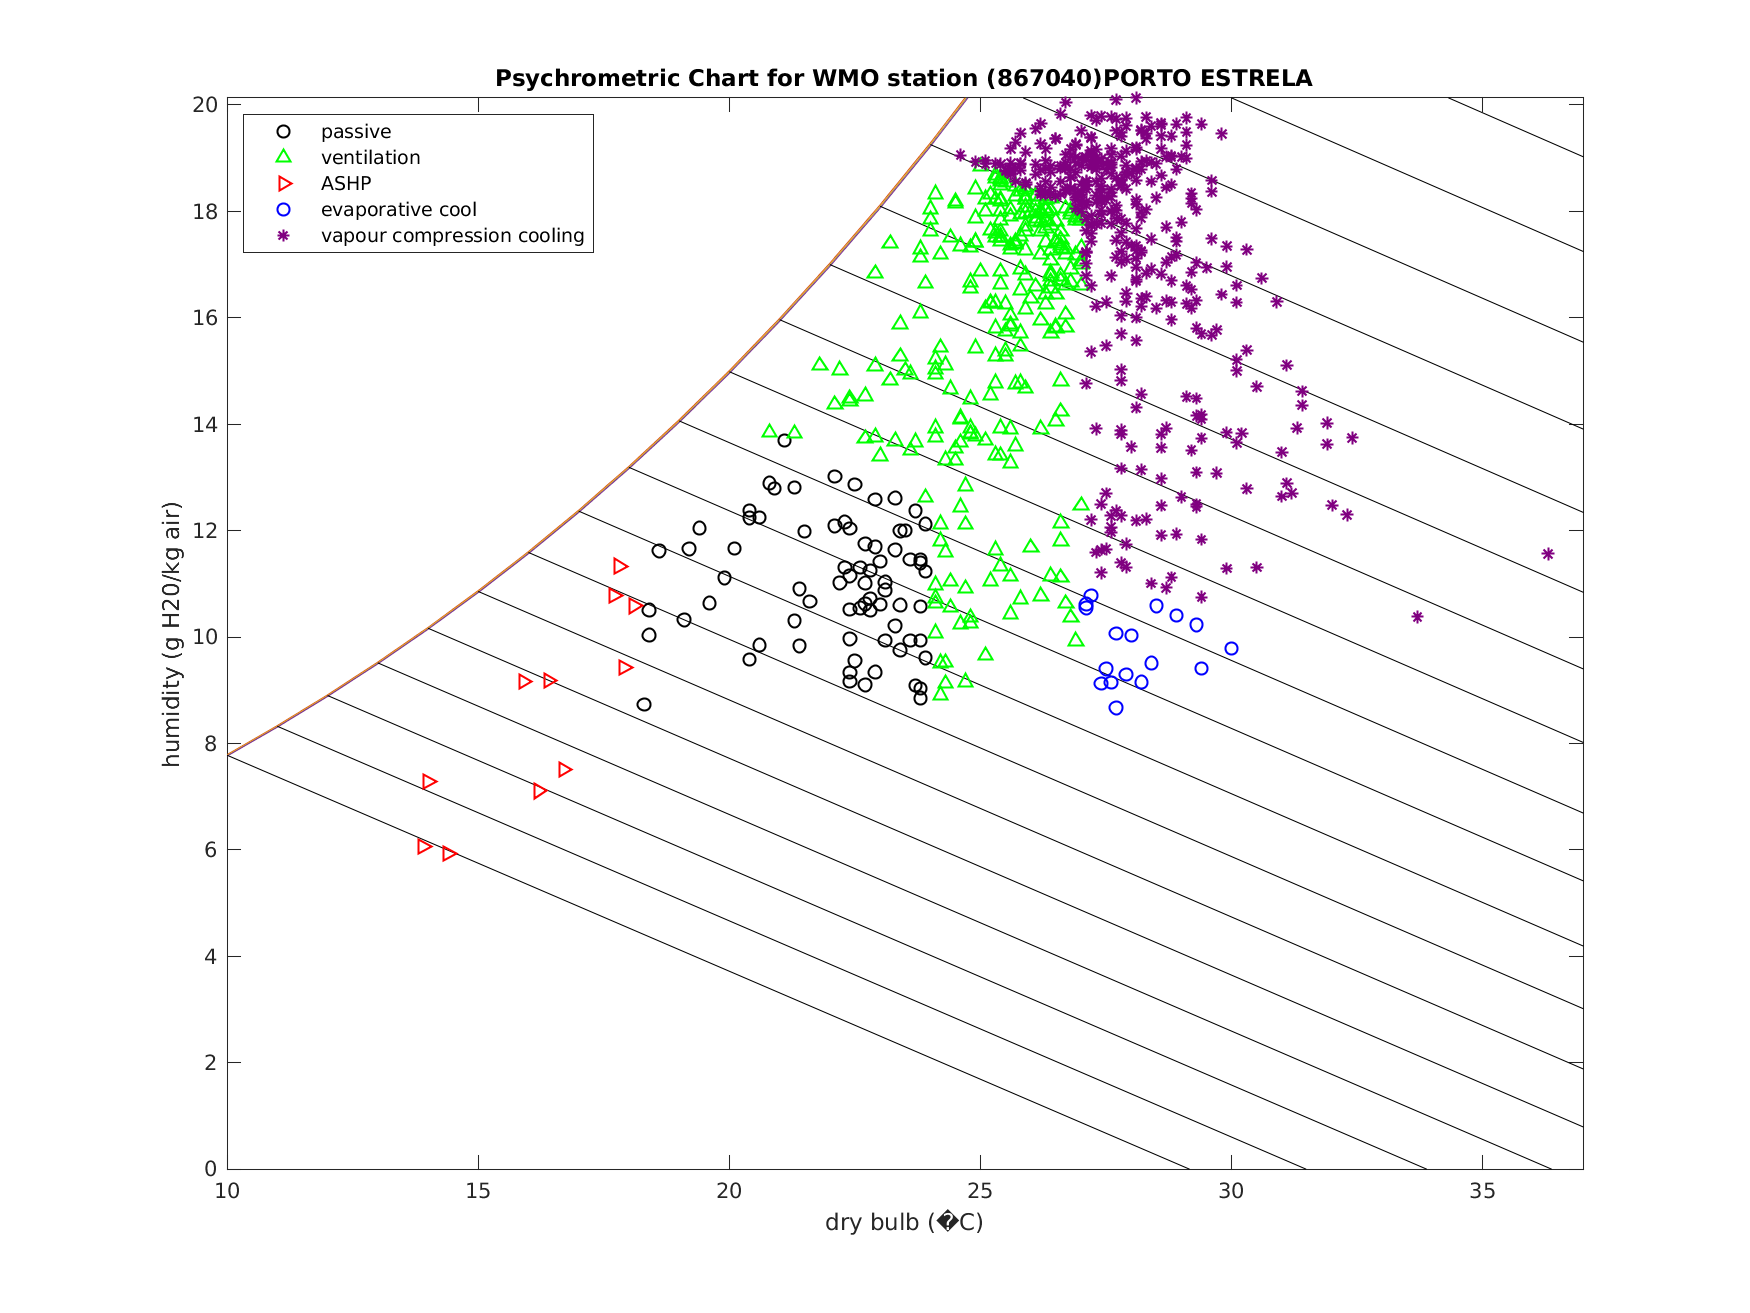 Psychrometric Chart for WMO station (867040)PORTO ESTRELA
passive
ventilation
ASHP
evaporative cool
vapour compression cooling
humidity (g H20/kg air)
20
18
16
14
12
10
8
6
4
2
0
10 15 20 25 30 35
dry bulb (�C)